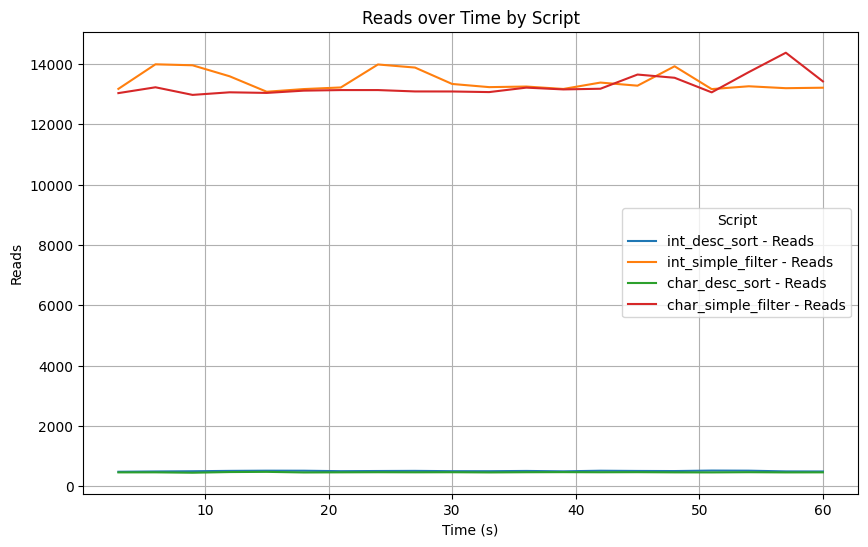 Reads over Time by Script
14000
12000
10000
8000
6000
4000
2000
0
Reads
Script
int_desc_sort - Reads
int_simple_filter - Reads
char_desc_sort - Reads
char_simple_filter - Reads
10
20
30
40
50
60
Time (s)